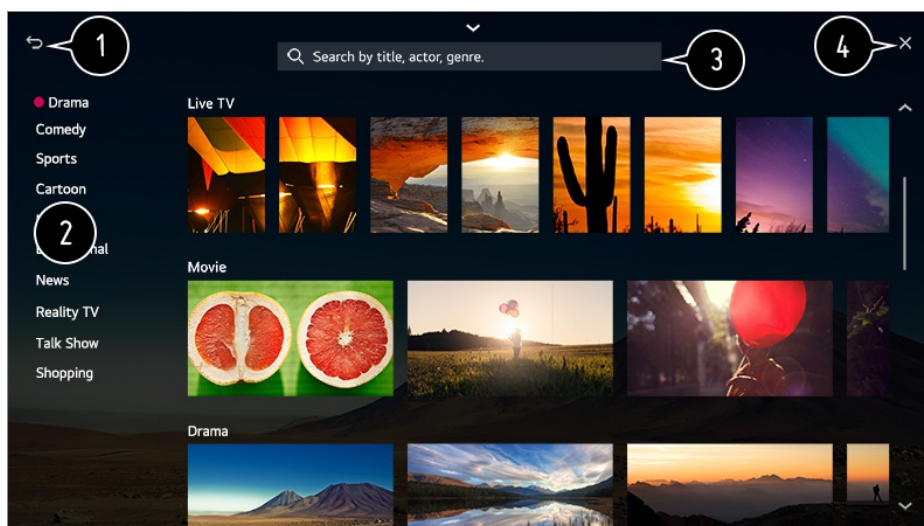 1
4
Search by title, actor, genre.
3
Drama
Comedy
Sports
Cartoon
2
News
Reality TV
Talk Show
Shopping
Live TV
Movie
Drama